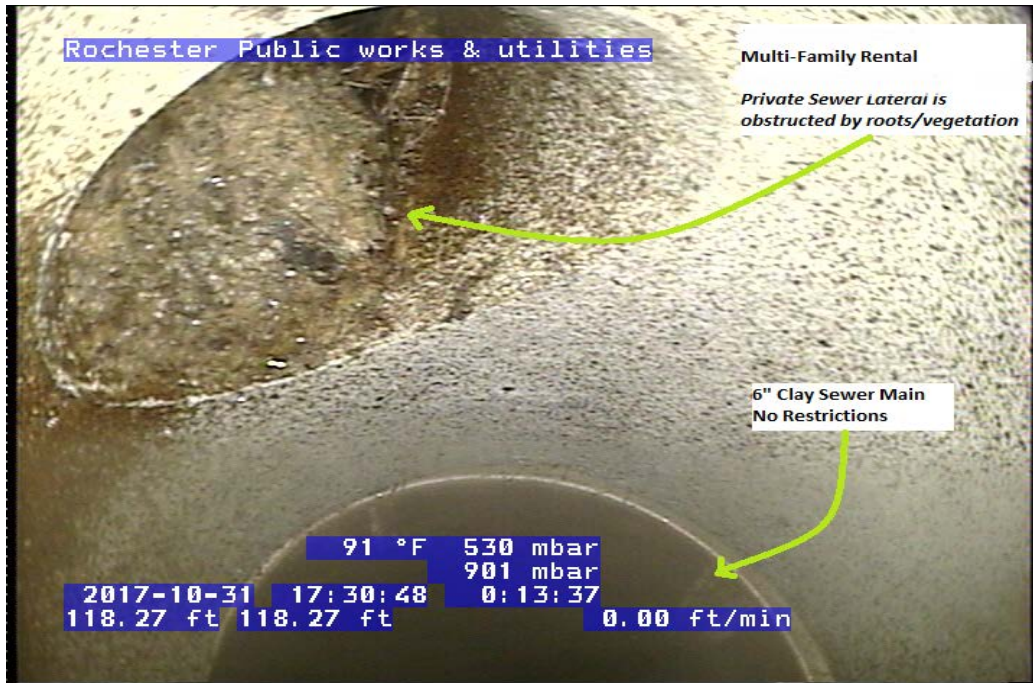 Rochester Public works & utilities
Multi-Family Rental
Private Sewer Lateral is
obstructed by roots/vegetation
6" Clay Sewer Main
No Restrictions
91 °F 530 mbar
901 mbar
2017-10-31 17:30:48 0:13:37
118.27 ft 118.27 ft 0.00 ft/min